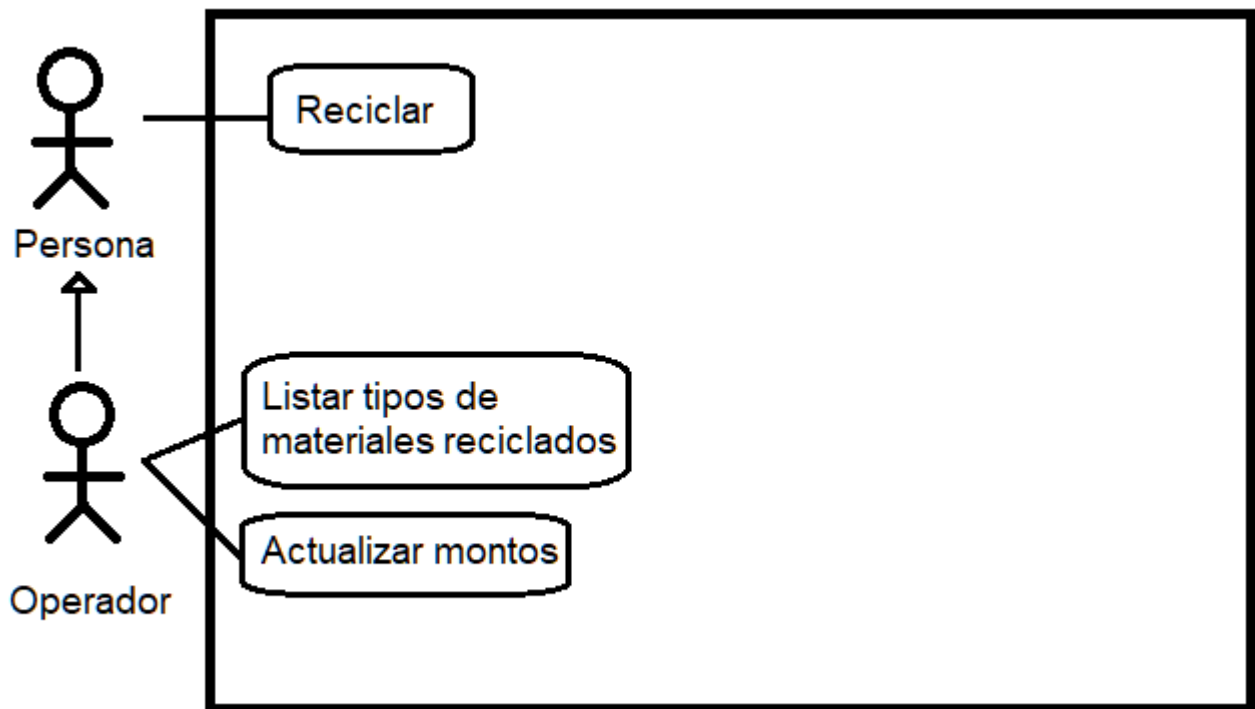 Reciclar
Persona
Listar tipos de
materiales reciclados
Actualizar montos
Operador